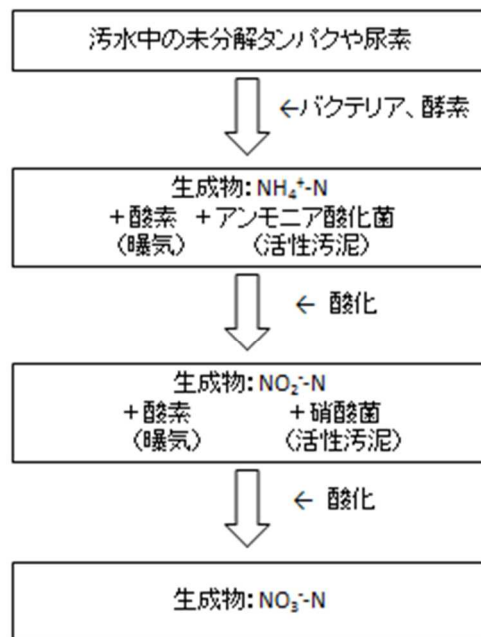 汚水中の未分解タンパクや尿素
←バクテリア、酵素
生成物：NH₄⁺-N
＋酸素　＋アンモニア酸化菌
（曝気）　（活性汚泥）
← 酸化
生成物：NO₂⁻-N
＋酸素　＋硝酸菌
（曝気）　（活性汚泥）
← 酸化
生成物：NO₃⁻-N